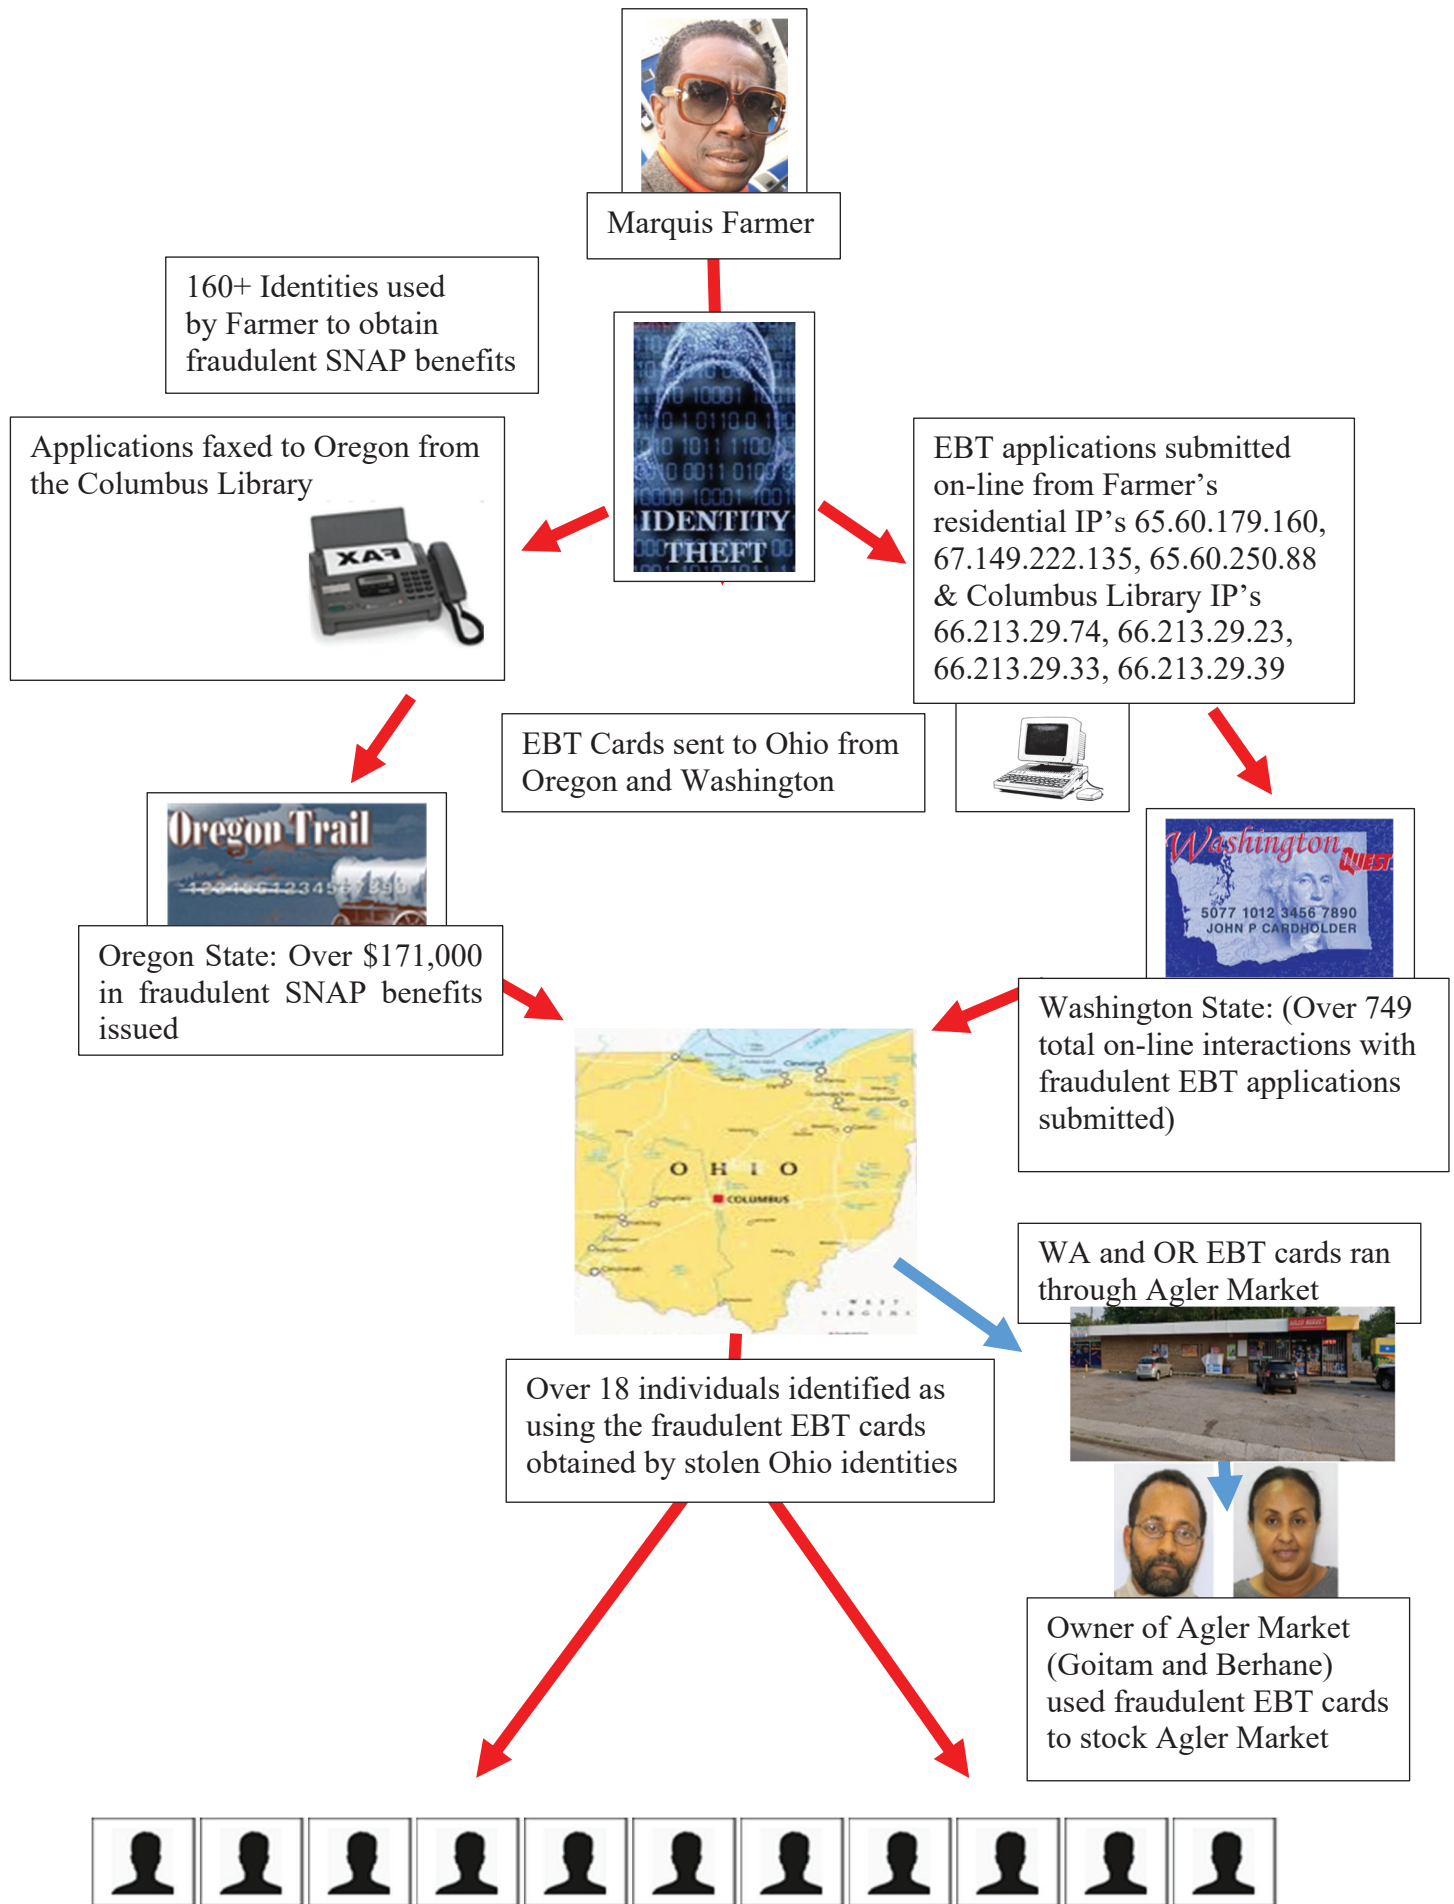 Marquis Farmer
160+ Identities used
by Farmer to obtain
fraudulent SNAP benefits
IDENTITY
THEFT
Applications faxed to Oregon from
the Columbus Library
FAX
EBT applications submitted
on-line from Farmer's
residential IP's 65.60.179.160,
67.149.222.135, 65.60.250.88
& Columbus Library IP's
66.213.29.74, 66.213.29.23,
66.213.29.33, 66.213.29.39
EBT Cards sent to Ohio from
Oregon and Washington
Oregon Trail
Washington
QUEST
5077 1012 3456 7890
JOHN P CARDHOLDER
Oregon State: Over $171,000
in fraudulent SNAP benefits
issued
Washington State: (Over 749
total on-line interactions with
fraudulent EBT applications
submitted)
Cleveland
OHIO
COLUMBUS
Cincinnati
WEST
VIRGINIA
WA and OR EBT cards ran
through Agler Market
AGLER MARKET
Over 18 individuals identified as
using the fraudulent EBT cards
obtained by stolen Ohio identities
Owner of Agler Market
(Goitam and Berhane)
used fraudulent EBT cards
to stock Agler Market